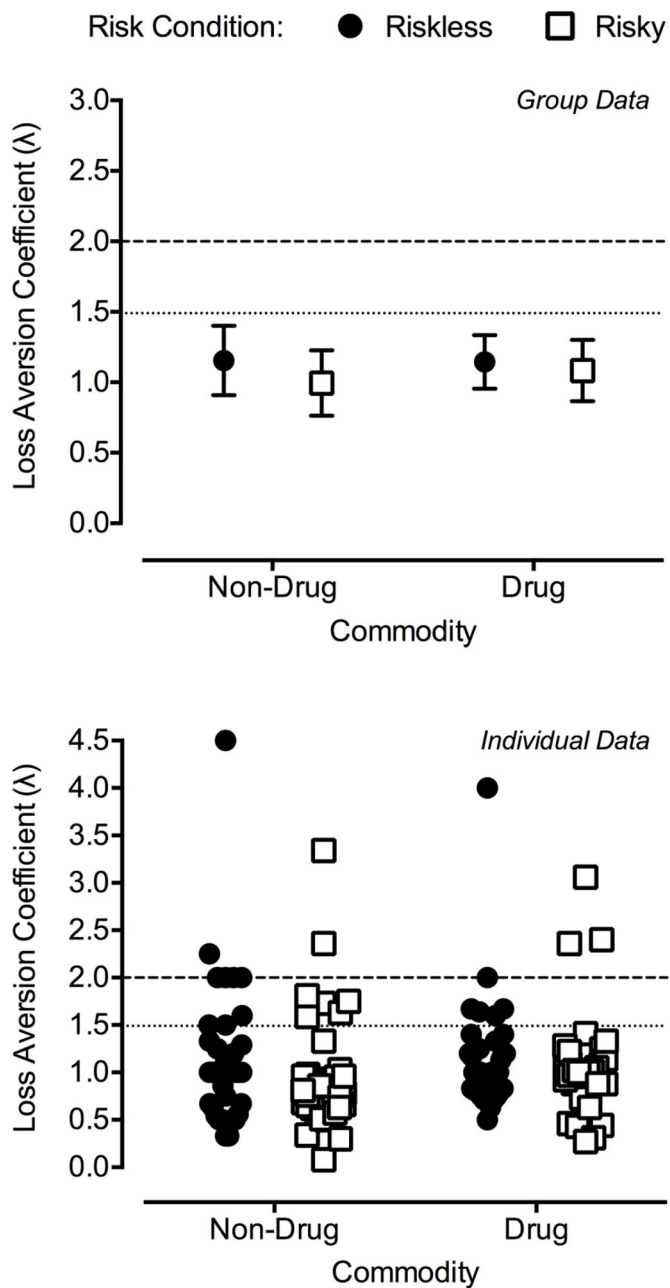 Risk Condition: Riskless Risky
Group Data
Loss Aversion Coefficient (λ)
3.0
2.5
2.0
1.5
1.0
0.5
0.0
Non-Drug Drug
Commodity
Individual Data
Loss Aversion Coefficient (λ)
4.5
4.0
3.5
3.0
2.5
2.0
1.5
1.0
0.5
0.0
Non-Drug Drug
Commodity